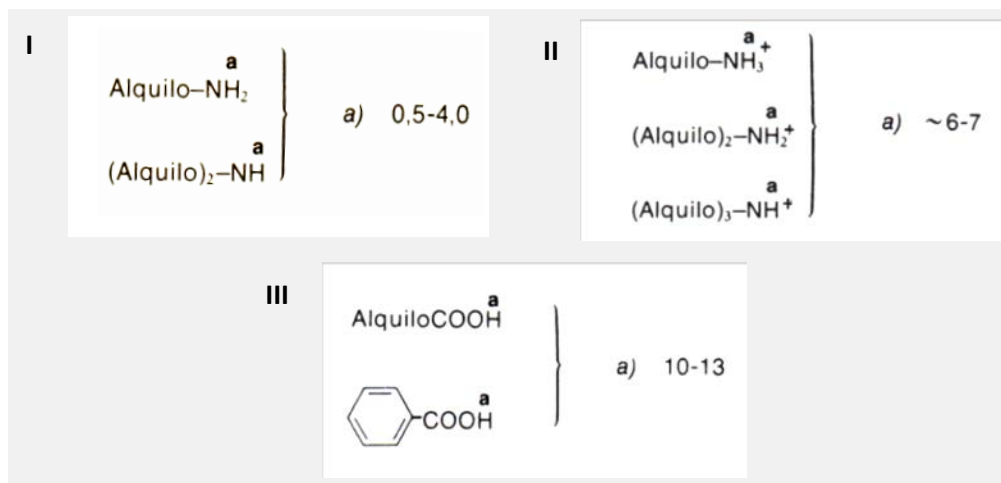 I
a
Alquilo–NH₂
a
(Alquilo)₂–NH
a) 0,5-4,0
II
a
Alquilo–NH₃⁺
a
(Alquilo)₂–NH₂⁺
a
(Alquilo)₃–NH⁺
a) ~6-7
III
a
AlquiloCOOH
a
COOH
a) 10-13